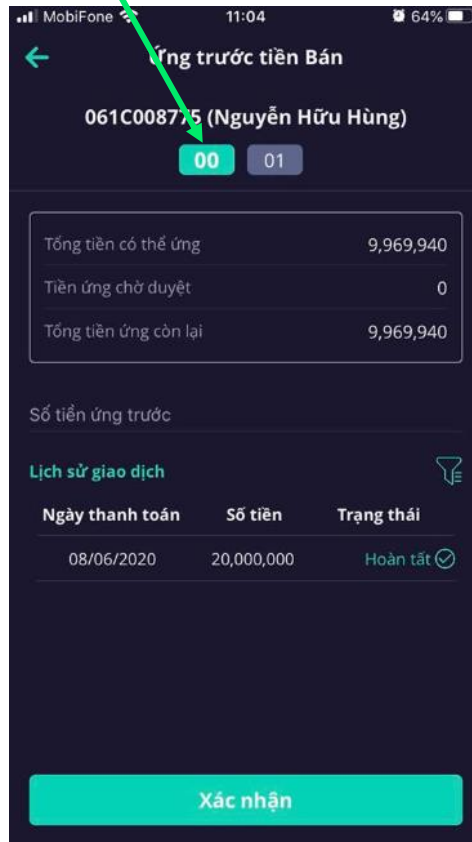 MobiFone 11:04 64%
Ứng trước tiền Bán
061C008775 (Nguyễn Hữu Hùng)
00 01
Tổng tiền có thể ứng 9,969,940
Tiền ứng chờ duyệt 0
Tổng tiền ứng còn lại 9,969,940
Số tiền ứng trước
Lịch sử giao dịch
Ngày thanh toán Số tiền Trạng thái
08/06/2020 20,000,000 Hoàn tất
Xác nhận